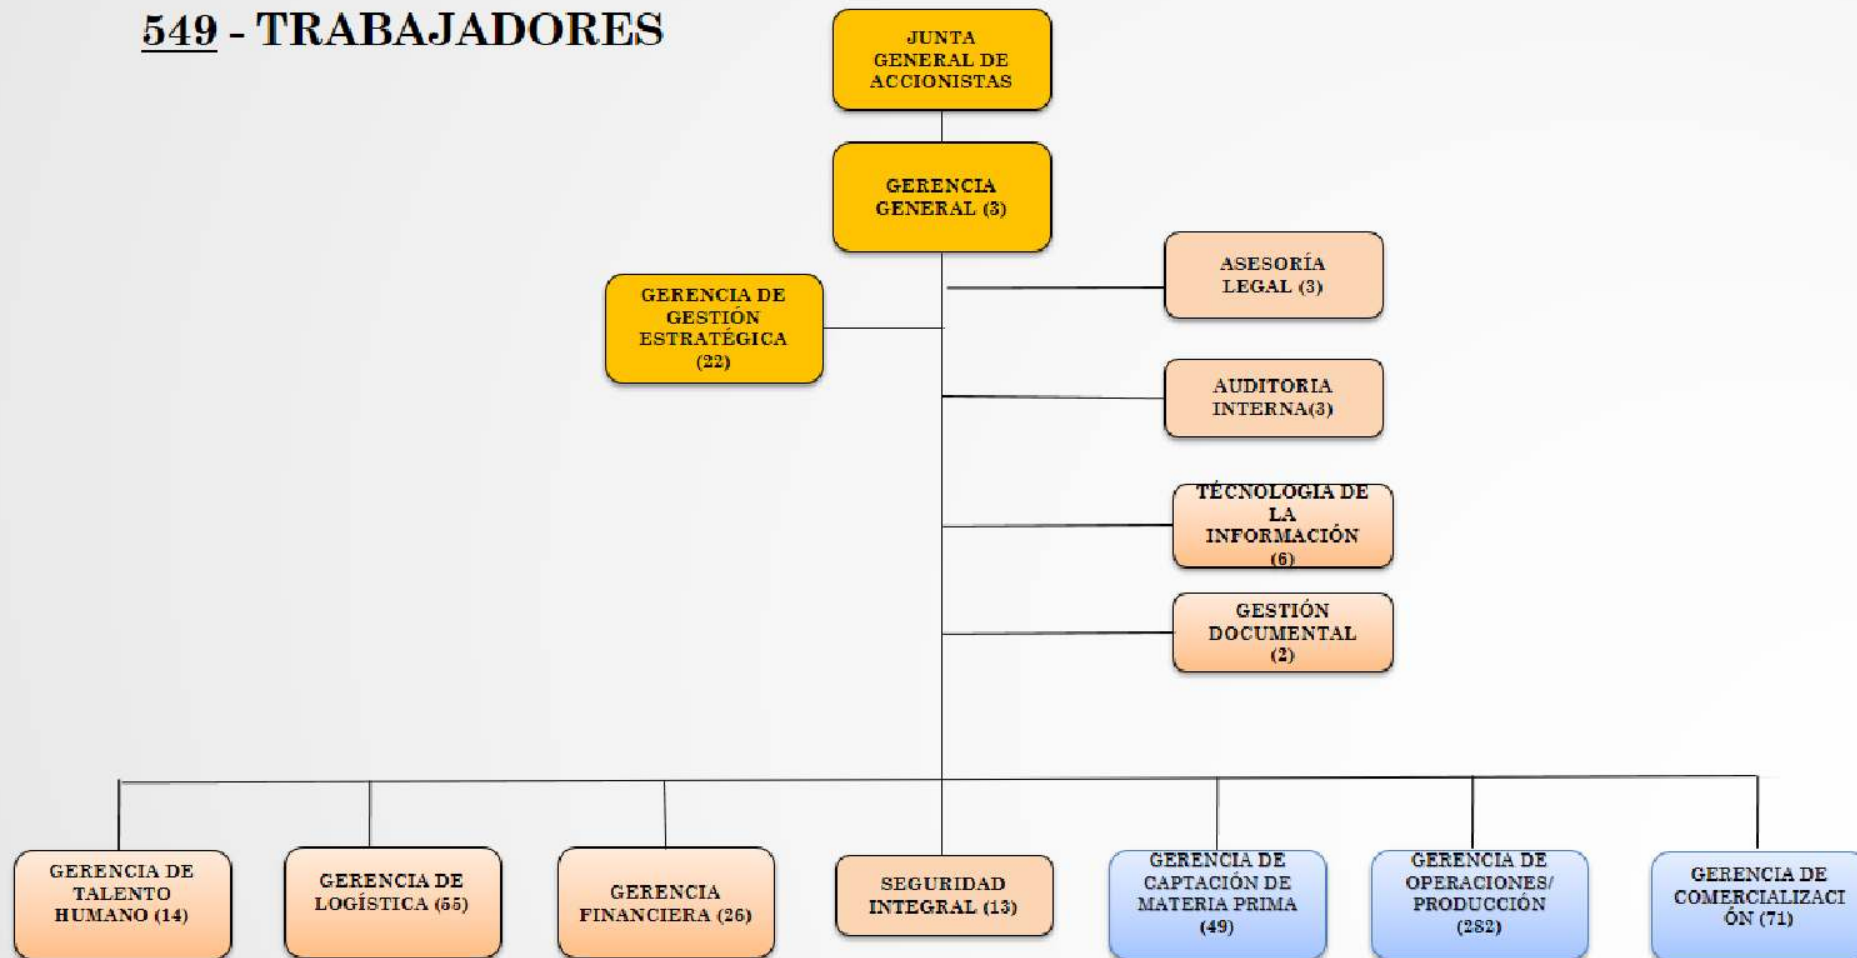 549 - TRABAJADORES
JUNTA
GENERAL DE
ACCIONISTAS
GERENCIA
GENERAL (3)
ASESORÍA
LEGAL (3)
GERENCIA DE
GESTIÓN
ESTRATÉGICA
(22)
AUDITORIA
INTERNA(3)
TÉCNOLOGIA DE
LA
INFORMACIÓN
(6)
GESTIÓN
DOCUMENTAL
(2)
GERENCIA DE
TALENTO
HUMANO (14)
GERENCIA DE
LOGÍSTICA (55)
GERENCIA
FINANCIERA (26)
SEGURIDAD
INTEGRAL (13)
GERENCIA DE
CAPTACIÓN DE
MATERIA PRIMA
(49)
GERENCIA DE
OPERACIONES/
PRODUCCIÓN
(282)
GERENCIA DE
COMERCIALIZACI
ÓN (71)